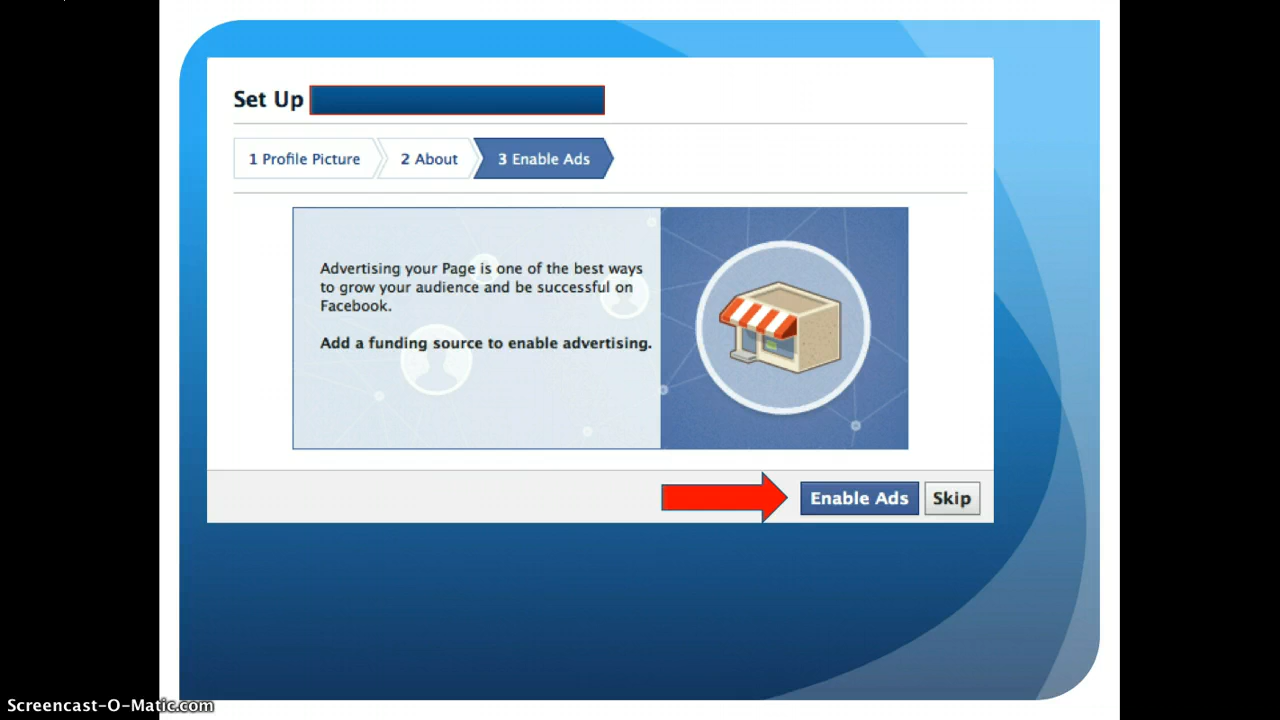 Set Up
1 Profile Picture
2 About
3 Enable Ads
Advertising your Page is one of the best ways
to grow your audience and be successful on
Facebook.
Add a funding source to enable advertising.
Enable Ads
Skip
Screencast-O-Matic.com